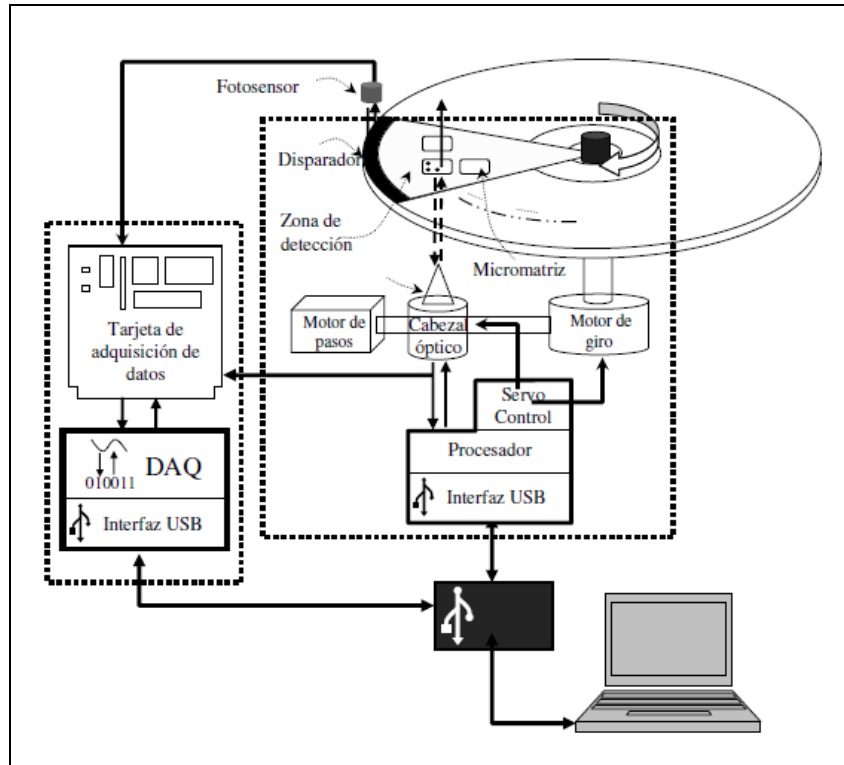 Fotosensor
Disparador
Zona de
detección
Micromatriz
Tarjeta de
adquisición de
datos
Motor de
pasos
Cabezal
óptico
Motor de
giro
Servo
Control
Procesador
Interfaz USB
DAQ
010011
Interfaz USB